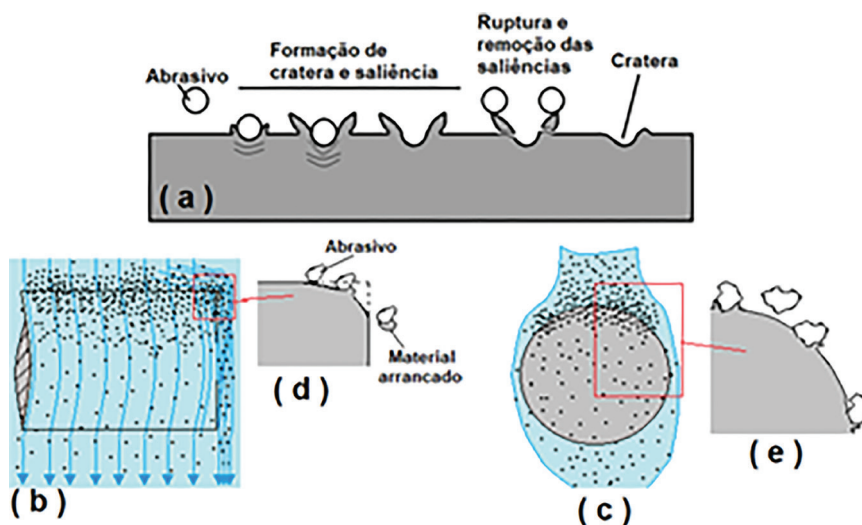 Abrasivo
Formação de
cratera e saliência
Ruptura e
remoção das
saliências
Cratera
( a )
Abrasivo
Material
arrancado
( d )
( b )
( c )
( e )